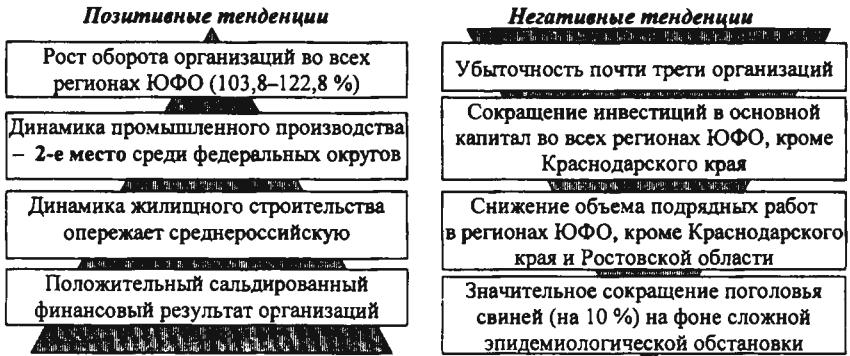 Позитивные тенденции
Рост оборота организаций во всех
регионах ЮФО (103,8–122,8 %)
Динамика промышленного производства
– 2-е место среди федеральных округов
Динамика жилищного строительства
опережает среднероссийскую
Положительный сальдированный
финансовый результат организаций
Негативные тенденции
Убыточность почти трети организаций
Сокращение инвестиций в основной
капитал во всех регионах ЮФО, кроме
Краснодарского края
Снижение объема подрядных работ
в регионах ЮФО, кроме Краснодарского
края и Ростовской области
Значительное сокращение поголовья
свиней (на 10 %) на фоне сложной
эпидемиологической обстановки